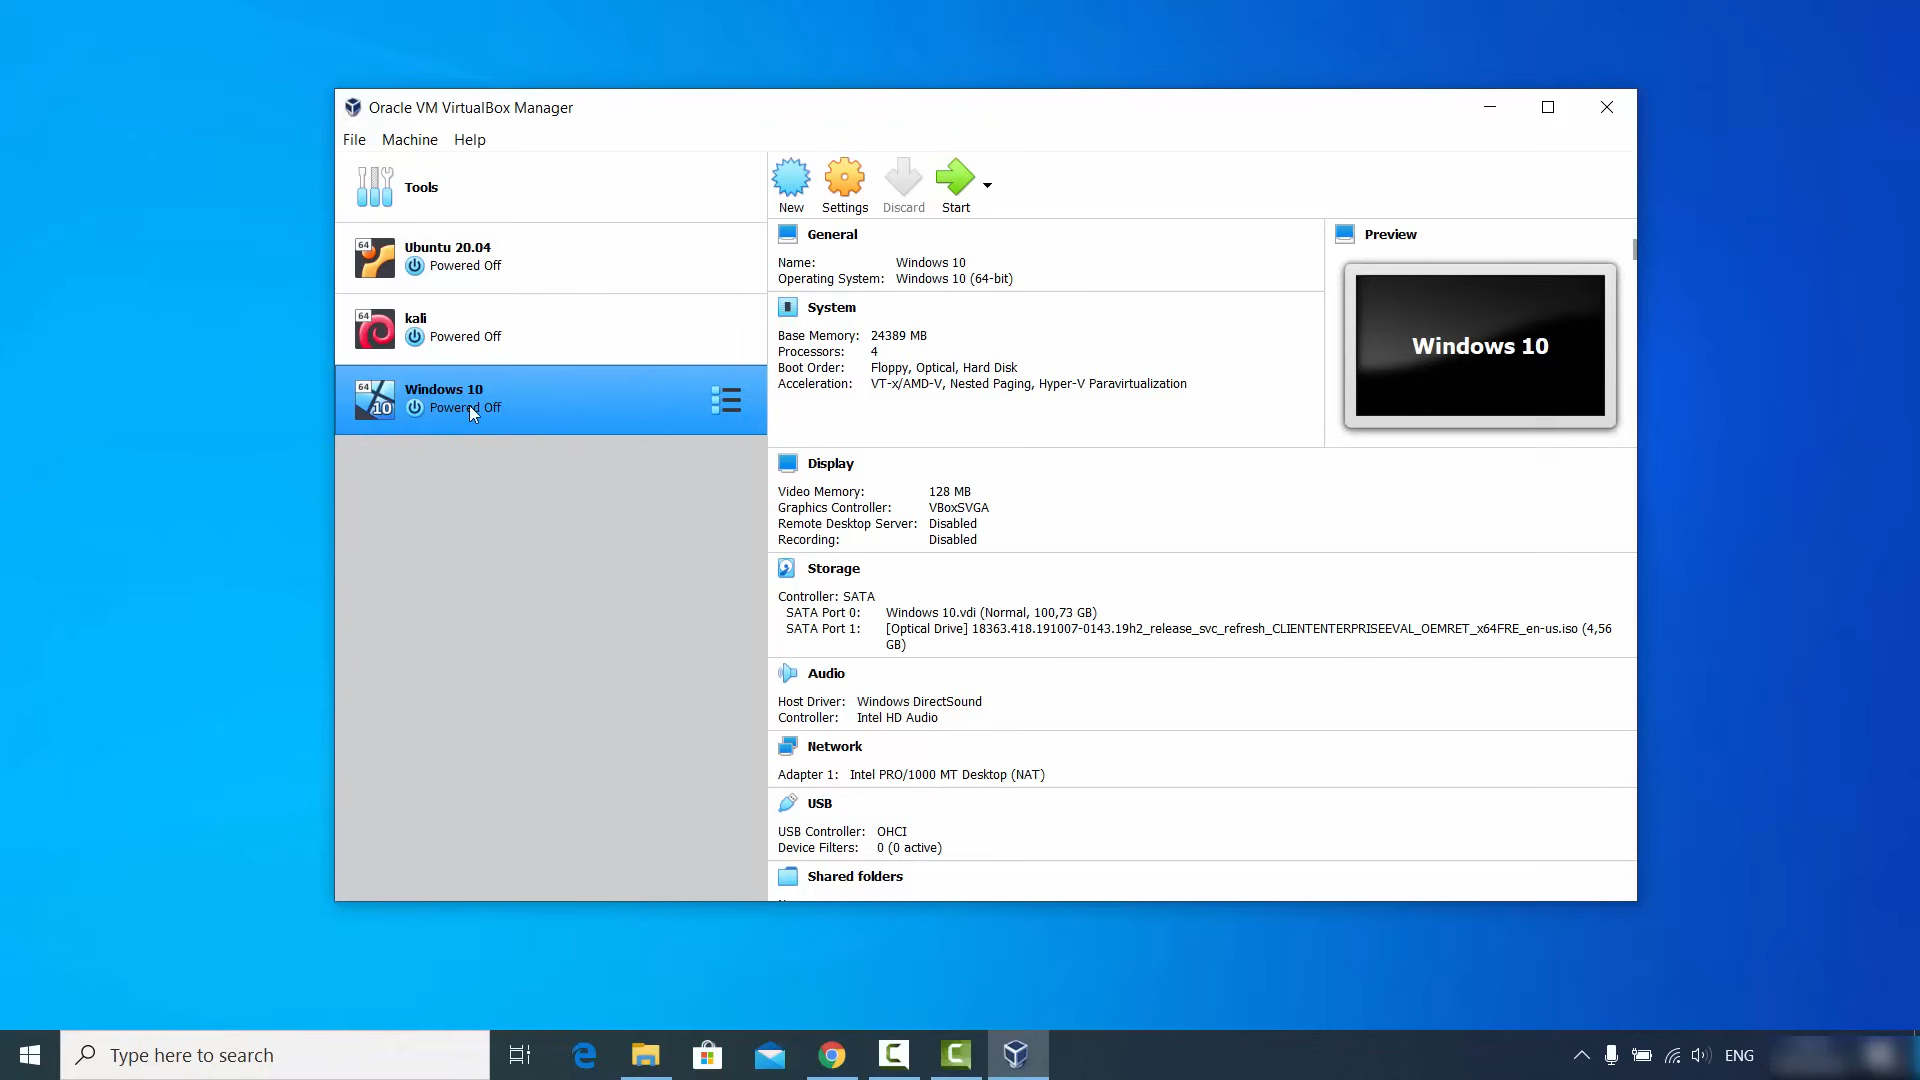 Oracle VM VirtualBox Manager
File Machine Help
Tools
New Settings Discard Start
64
Ubuntu 20.04
Powered Off
64
kali
Powered Off
64
10
Windows 10
Powered Off
General
Name: Windows 10
Operating System: Windows 10 (64-bit)
System
Base Memory: 24389 MB
Processors: 4
Boot Order: Floppy, Optical, Hard Disk
Acceleration: VT-x/AMD-V, Nested Paging, Hyper-V Paravirtualization
Preview
Windows 10
Display
Video Memory: 128 MB
Graphics Controller: VBoxSVGA
Remote Desktop Server: Disabled
Recording: Disabled
Storage
Controller: SATA
SATA Port 0: Windows 10.vdi (Normal, 100,73 GB)
SATA Port 1: [Optical Drive] 18363.418.191007-0143.19h2_release_svc_refresh_CLIENTENTERPRISEEVAL_OEMRET_x64FRE_en-us.iso (4,56
GB)
Audio
Host Driver: Windows DirectSound
Controller: Intel HD Audio
Network
Adapter 1: Intel PRO/1000 MT Desktop (NAT)
USB
USB Controller: OHCI
Device Filters: 0 (0 active)
Shared folders
Type here to search
ENG